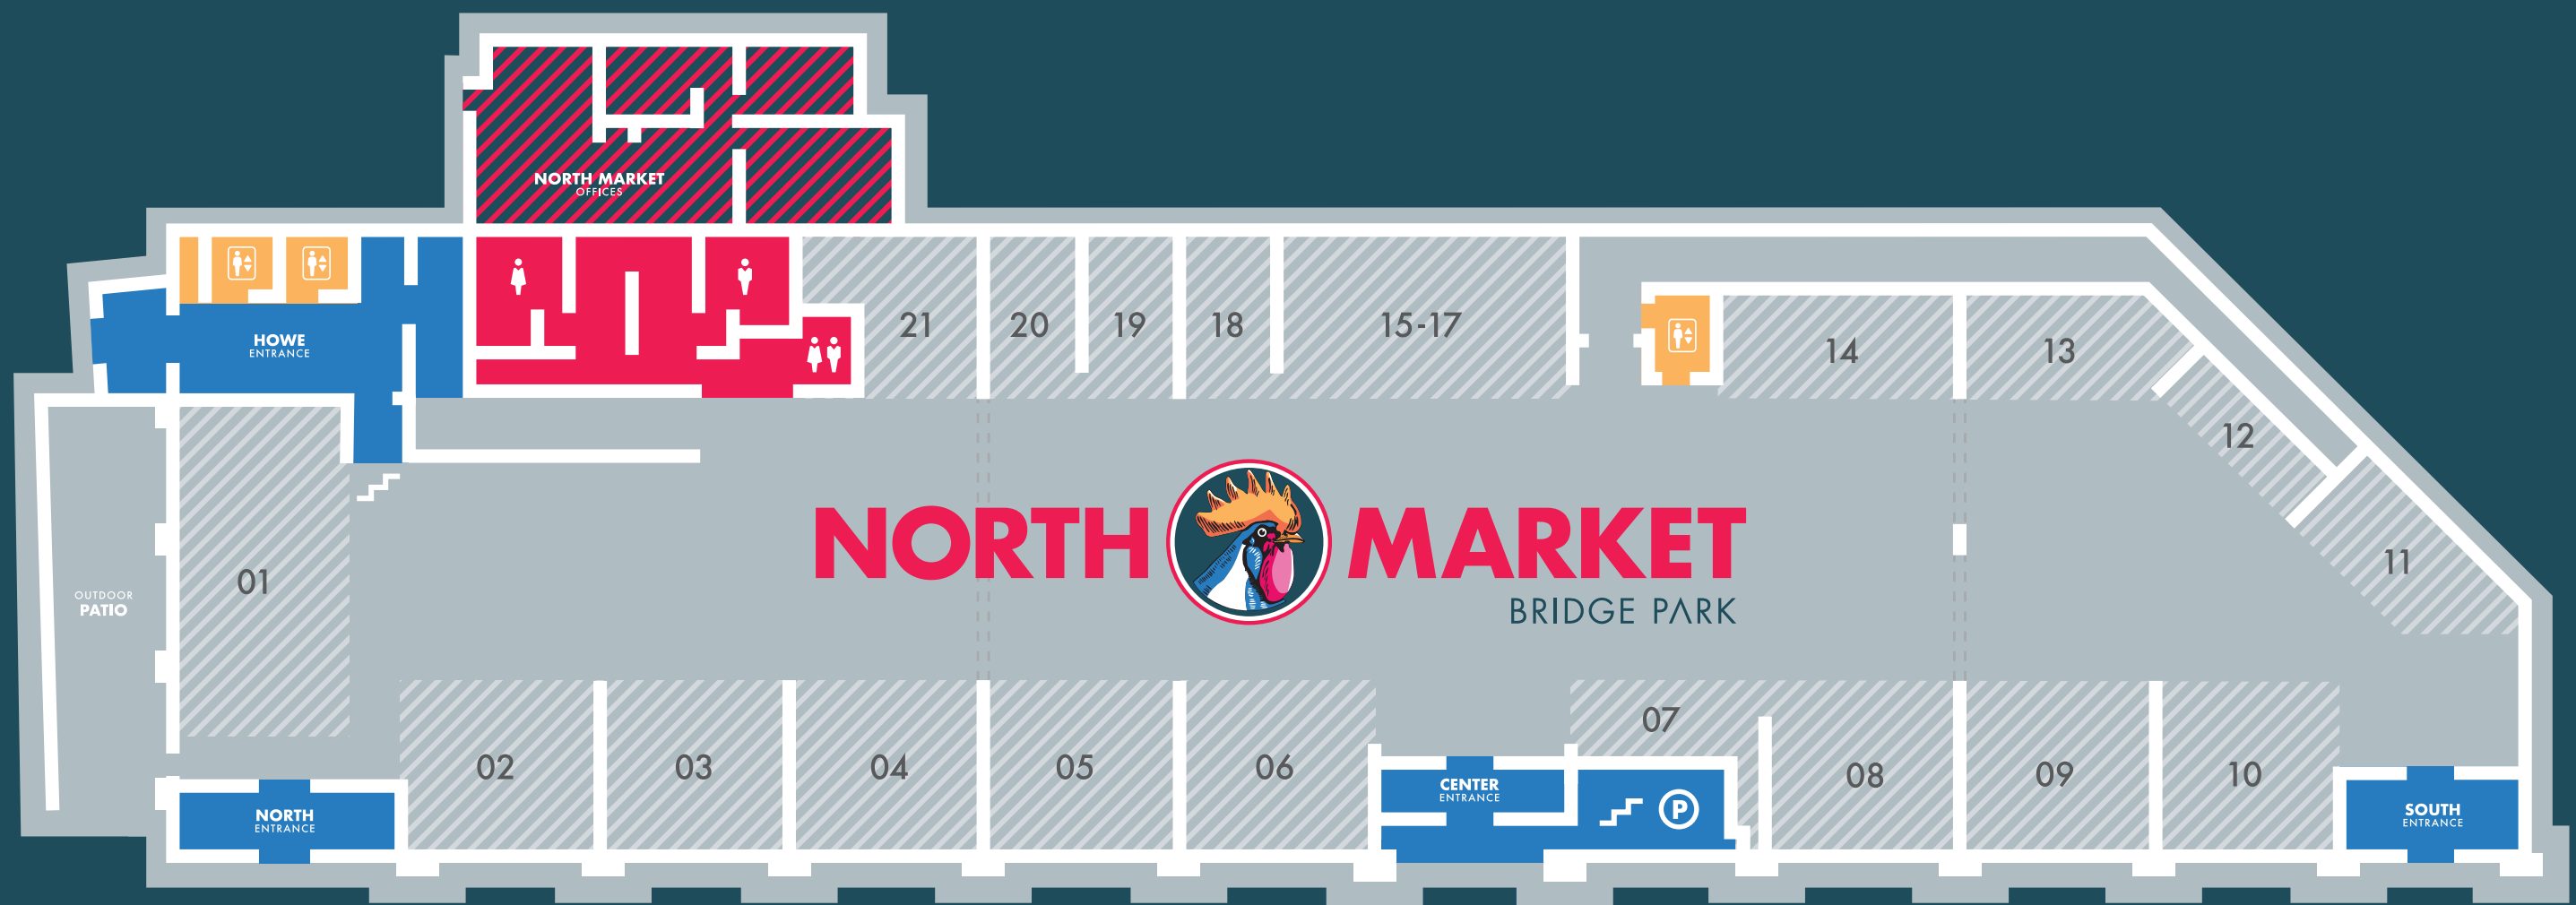 NORTH MARKET
OFFICES
HOWE
ENTRANCE
21
20
19
18
15-17
14
13
12
11
01
OUTDOOR
PATIO
NORTH MARKET
BRIDGE PARK
02
03
04
05
06
07
08
09
10
NORTH
ENTRANCE
CENTER
ENTRANCE
P
SOUTH
ENTRANCE